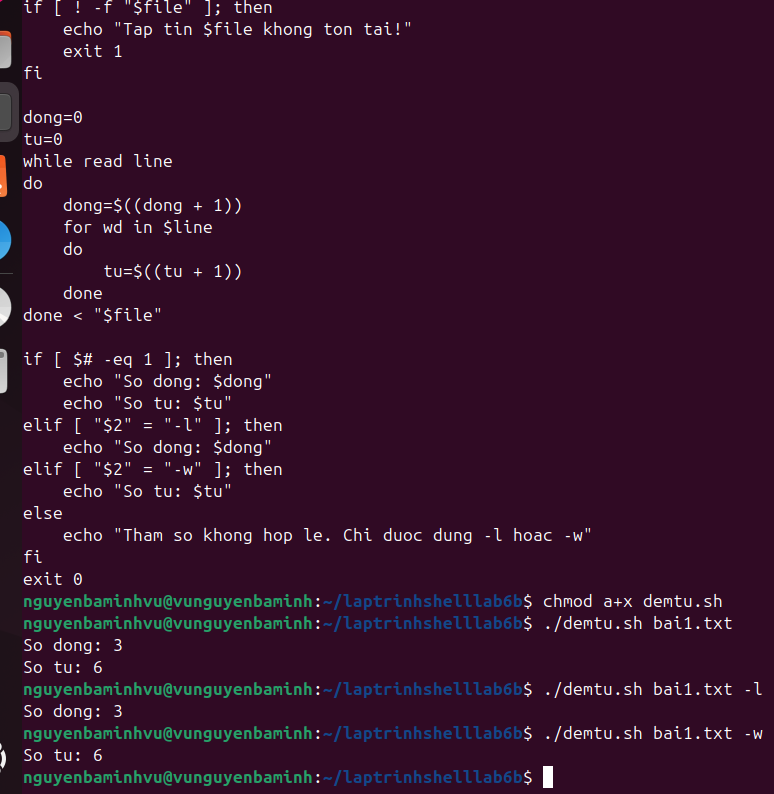 if [ ! -f "$file" ]; then
    echo "Tap tin $file khong ton tai!"
    exit 1
fi

dong=0
tu=0
while read line
do
    dong=$((dong + 1))
    for wd in $line
    do
        tu=$((tu + 1))
    done
done < "$file"

if [ $# -eq 1 ]; then
    echo "So dong: $dong"
    echo "So tu: $tu"
elif [ "$2" = "-l" ]; then
    echo "So dong: $dong"
elif [ "$2" = "-w" ]; then
    echo "So tu: $tu"
else
    echo "Tham so khong hop le. Chi duoc dung -l hoac -w"
fi
exit 0
nguyenbaminhvu@vunguyenbaminh:~/laptrinhshelllab6b$ chmod a+x demtu.sh
nguyenbaminhvu@vunguyenbaminh:~/laptrinhshelllab6b$ ./demtu.sh bai1.txt
So dong: 3
So tu: 6
nguyenbaminhvu@vunguyenbaminh:~/laptrinhshelllab6b$ ./demtu.sh bai1.txt -l
So dong: 3
nguyenbaminhvu@vunguyenbaminh:~/laptrinhshelllab6b$ ./demtu.sh bai1.txt -w
So tu: 6
nguyenbaminhvu@vunguyenbaminh:~/laptrinhshelllab6b$